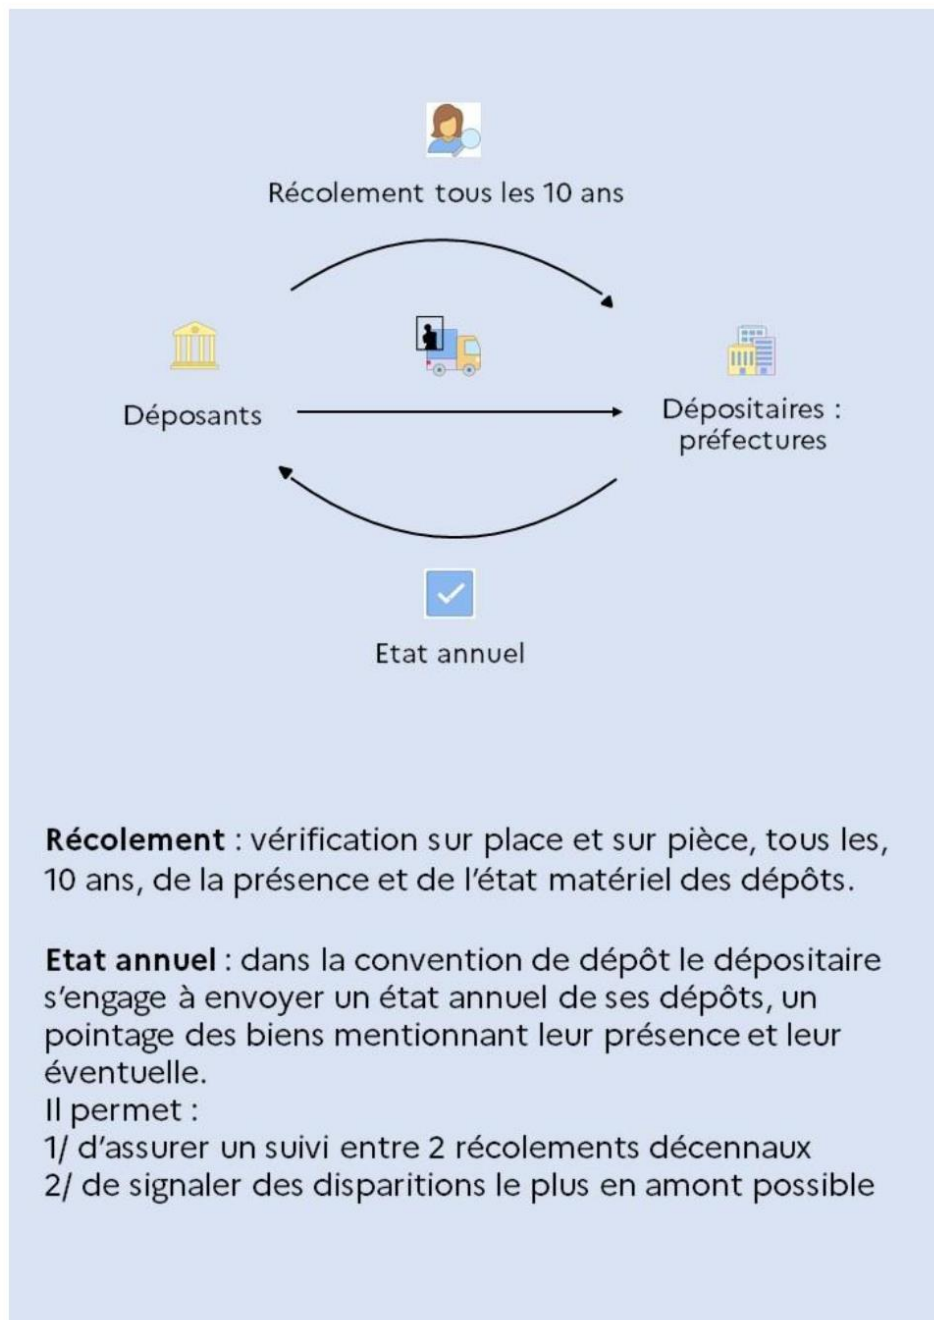 Récolement tous les 10 ans
Déposants
Dépositaires :
préfectures
Etat annuel
Récolement : vérification sur place et sur pièce, tous les,
10 ans, de la présence et de l’état matériel des dépôts.
Etat annuel : dans la convention de dépôt le dépositaire
s’engage à envoyer un état annuel de ses dépôts, un
pointage des biens mentionnant leur présence et leur
éventuelle.
Il permet :
1/ d’assurer un suivi entre 2 récolements décennaux
2/ de signaler des disparitions le plus en amont possible